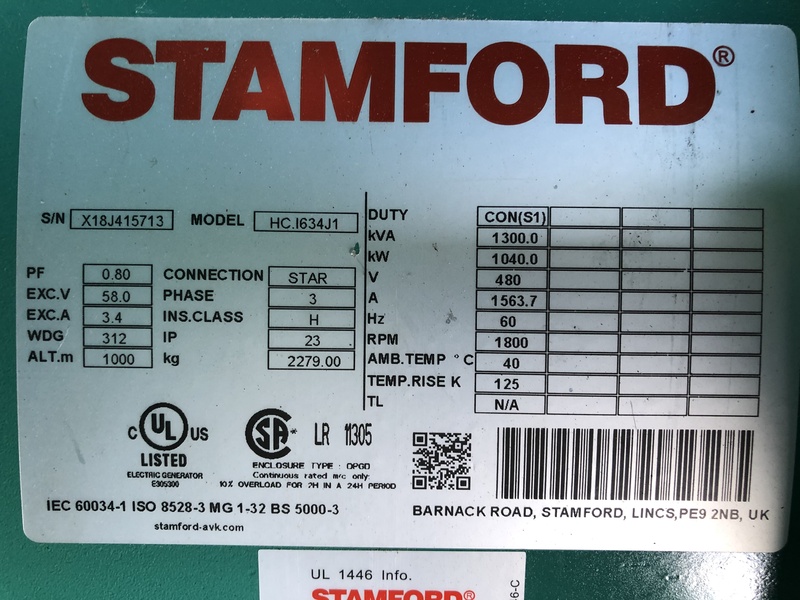 STAMFORD®
S/N X18J415713 MODEL HC.I634J1
PF 0.80 CONNECTION STAR
EXC.V 58.0 PHASE 3
EXC.A 3.4 INS.CLASS H
WDG 312 IP 23
ALT.m 1000 kg 2279.00
DUTY CON(S1)
kVA 1300.0
kW 1040.0
V 480
A 1563.7
Hz 60
RPM 1800
AMB.TEMP °C 40
TEMP.RISE K 125
TL N/A
C UL US
LISTED
ELECTRIC GENERATOR
E305300
SA* LR 11305
ENCLOSURE TYPE : OPGD
Continuous rated m/c only:
10% OVERLOAD FOR 2H IN A 24H PERIOD
IEC 60034-1 ISO 8528-3 MG 1-32 BS 5000-3
stamford-avk.com
BARNACK ROAD, STAMFORD, LINCS,PE9 2NB, UK
UL 1446 Info.
STAMFORD®